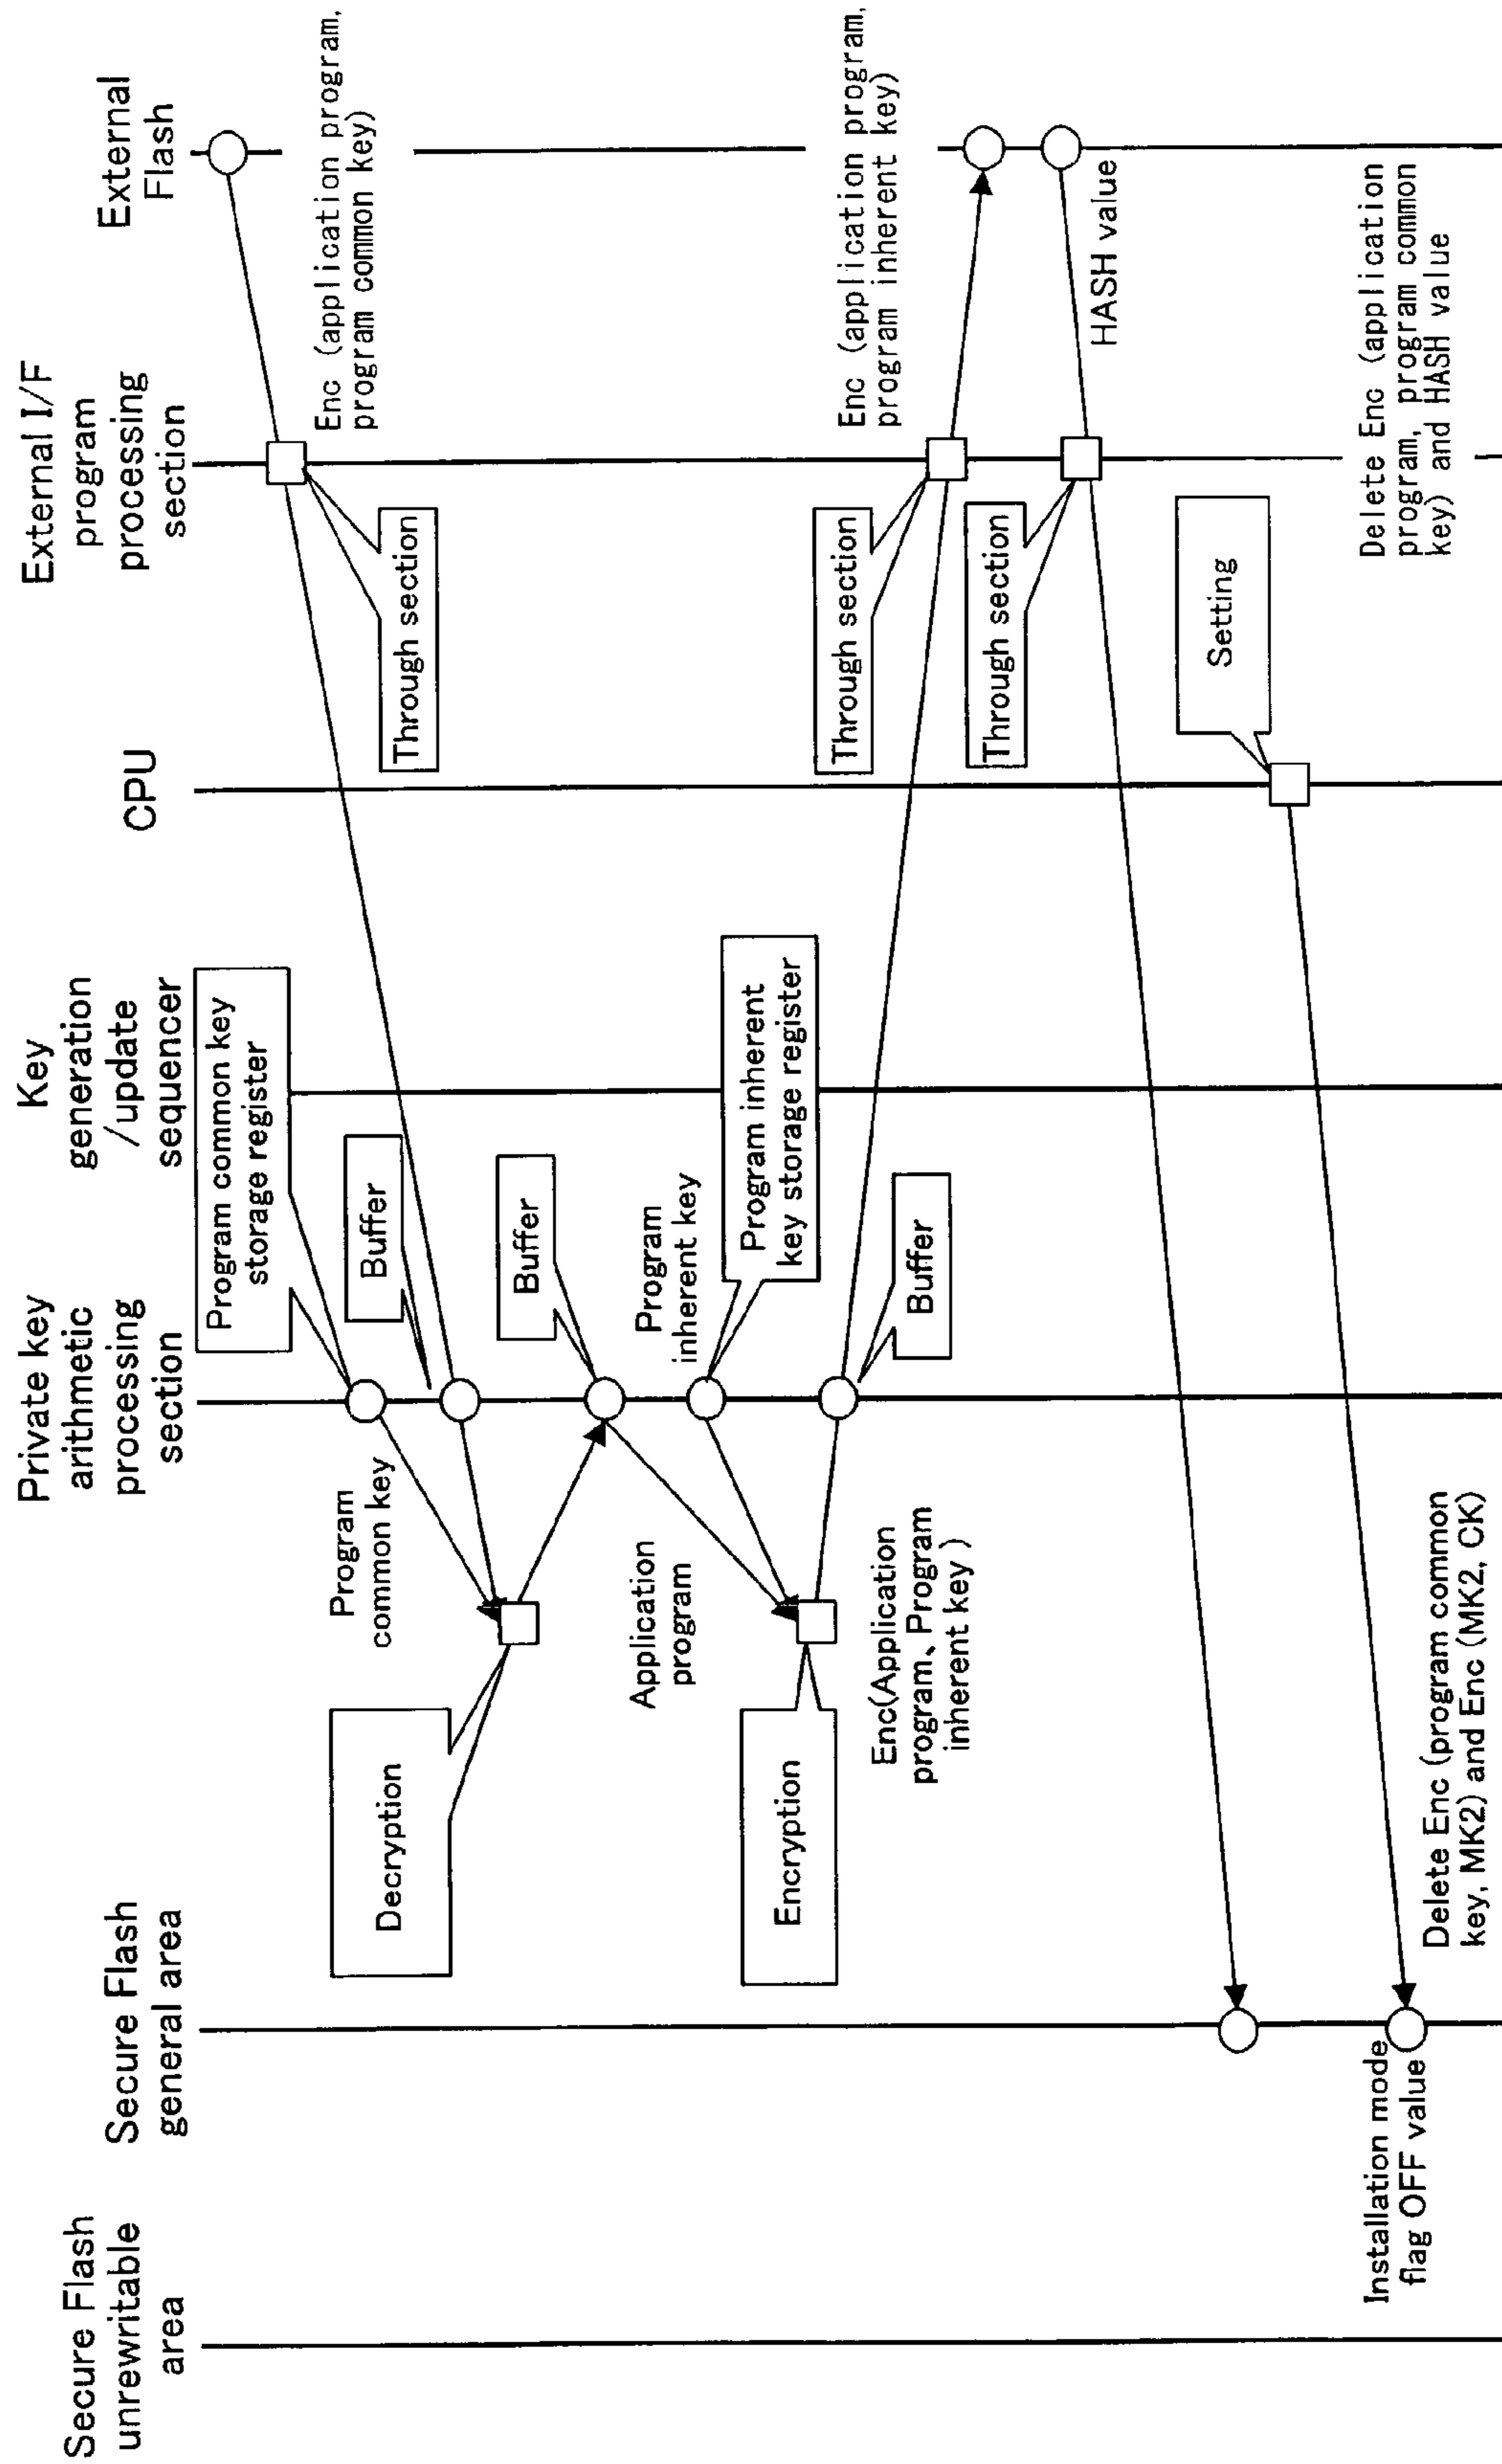 Secure Flash
unrewritable
area
Secure Flash
general area
Private key
arithmetic
processing
section
Key
generation
/update
sequencer
CPU
External I/F
program
processing
section
External
Flash
Program common key
storage register
Enc (application program,
program common key)
Through section
Buffer
Program
common key
Decryption
Buffer
Application
program
Program
inherent key
Program inherent
key storage register
Encryption
Enc(Application
program、Program
inherent key)
Buffer
Through section
Enc (application program,
program inherent key)
Through section
HASH value
Setting
Installation mode
flag OFF value
Delete Enc (program common
key, MK2) and Enc (MK2, CK)
Delete Enc (application
program, program common
key) and HASH value